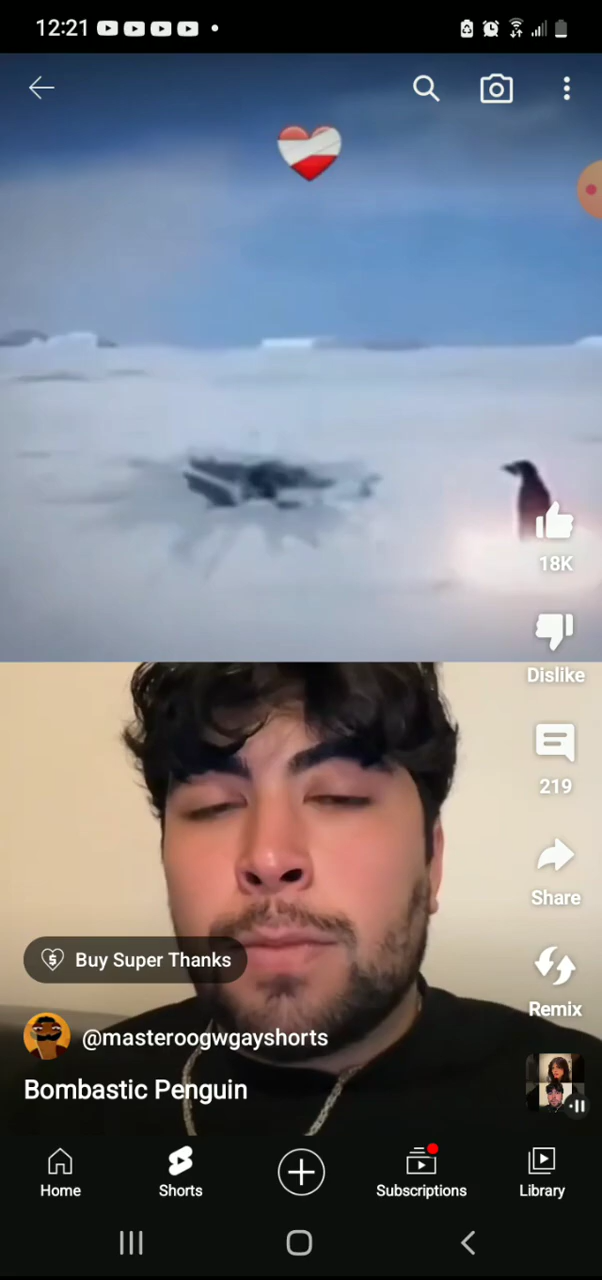 12:21
18K
Dislike
219
Share
Buy Super Thanks
Remix
@masteroogwgayshorts
Bombastic Penguin
Home
Shorts
Subscriptions
Library